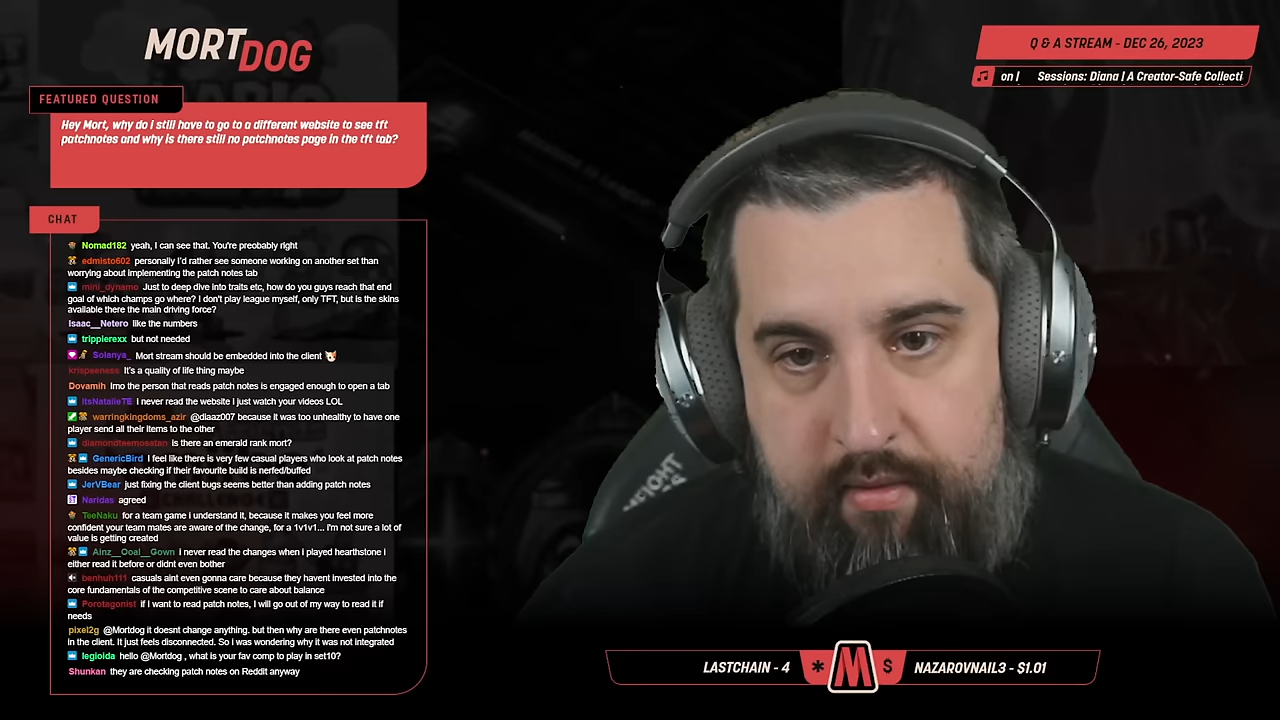 MORTDOG
FEATURED QUESTION
Hey Mort, why do i still have to go to a different website to see tft
patchnotes and why is there still no patchnotes page in the tft tab?
CHAT
Nomad182 yeah, I can see that. You're preobably right
edmisto602 personally I'd rather see someone working on another set than
worrying about implementing the patch notes tab
mini_dynamo Just to deep dive into traits etc, how do you guys reach that end
goal of which champs go where? I don't play league myself, only TFT, but is the skins
available there the main driving force?
Isaac__Netero like the numbers
tripplerexx but not needed
Solanya_ Mort stream should be embedded into the client
krispeeness It's a quality of life thing maybe
Dovamih Imo the person that reads patch notes is engaged enough to open a tab
ItsNatalieTE I never read the website I just watch your videos LOL
warringkingdoms_azir @diaaz007 because it was too unhealthy to have one
player send all their items to the other
diamondteemosatan is there an emerald rank mort?
GenericBird I feel like there is very few casual players who look at patch notes
besides maybe checking if their favourite build is nerfed/buffed
JerVBear just fixing the client bugs seems better than adding patch notes
Naridas agreed
TeeNaku for a team game i understand it, because it makes you feel more
confident your team mates are aware of the change, for a 1v1v1... i'm not sure a lot of
value is getting created
Ainz__Ooal__Gown i never read the changes when i played hearthstone i
either read it before or didnt even bother
benhuh111 casuals aint even gonna care because they havent invested into the
core fundamentals of the competitive scene to care about balance
Porotagonist if I want to read patch notes, I will go out of my way to read it if
needs
pixel2g @Mortdog it doesnt change anything. but then why are there even patchnotes
in the client. It just feels disconnected. So i was wondering why it was not integrated
leglolda hello @Mortdog , what is your fav comp to play in set10?
Shunkan they are checking patch notes on Reddit anyway
Q & A STREAM - DEC 26, 2023
on | Sessions: Diana | A Creator-Safe Collecti
LASTCHAIN - 4 * M $ NAZAROVNAIL3 - $1.01